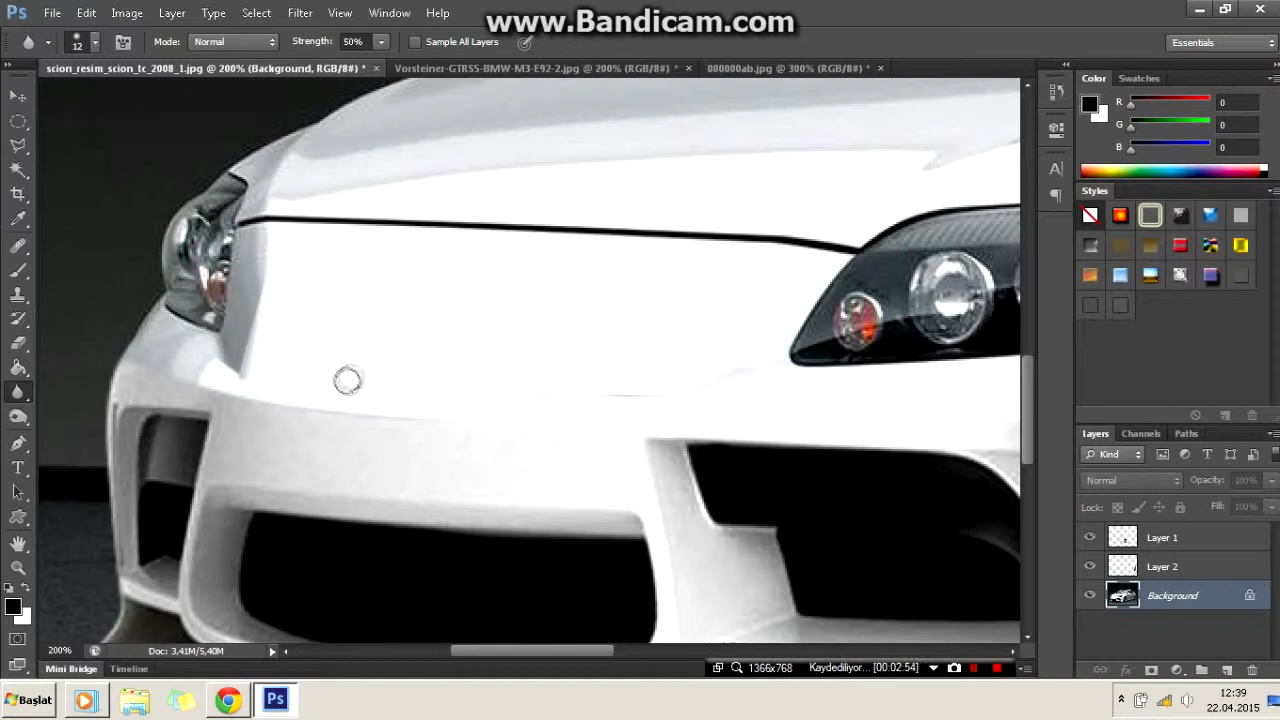 www.Bandicam.com
Ps File Edit Image Layer Type Select Filter View Window Help
12 Mode: Normal Strength: 50% Sample All Layers Essentials
scion_resim_scion_tc_2008_1.jpg @ 200% (Background, RGB/8#) * × Vorsteiner-GTRS5-BMW-M3-E92-2.jpg @ 200% (RGB/8#) * × 000000ab.jpg @ 300% (RGB/8#) * ×
Color Swatches
R 0
G 0
B 0
Styles
Layers Channels Paths
Kind
Normal Opacity: 100%
Lock: Fill: 100%
Layer 1
Layer 2
Background
200% Doc: 3,41M/5,40M
Mini Bridge Timeline
1366x768 Kaydediliyor... [00:02:54]
Başlat
Ps
12:39
22.04.2015